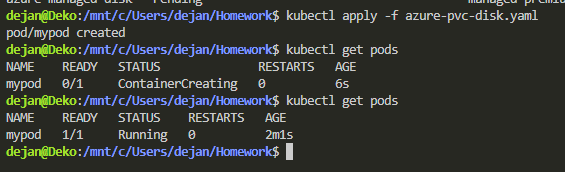 dejan@Deko:/mnt/c/Users/dejan/Homework$ kubectl apply -f azure-pvc-disk.yaml
pod/mypod created
dejan@Deko:/mnt/c/Users/dejan/Homework$ kubectl get pods
NAME READY STATUS RESTARTS AGE
mypod 0/1 ContainerCreating 0 6s
dejan@Deko:/mnt/c/Users/dejan/Homework$ kubectl get pods
NAME READY STATUS RESTARTS AGE
mypod 1/1 Running 0 2m1s
dejan@Deko:/mnt/c/Users/dejan/Homework$